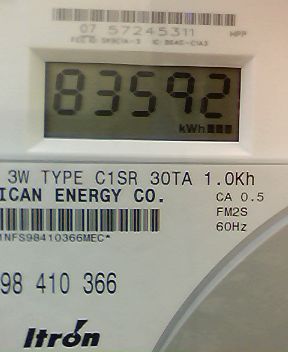 07 57245311 MPP
83592
kWh
3W TYPE C1SR 30TA 1.0Kh
ICAN ENERGY CO.
CA 0.5
FM2S
60Hz
1NFS98410366MEC*
98 410 366
Itron